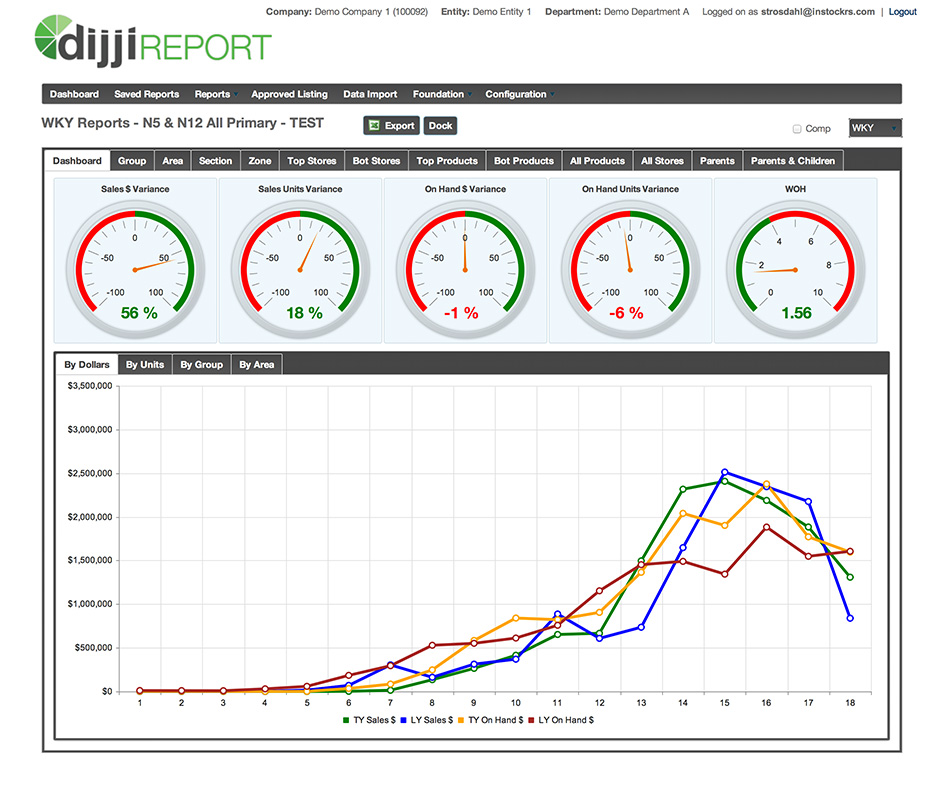 Company: Demo Company 1 (100092) Entity: Demo Entity 1 Department: Demo Department A Logged on as strosdahl@instockrs.com | Logout
dijji REPORT
Dashboard Saved Reports Reports Approved Listing Data Import Foundation Configuration
WKY Reports - N5 & N12 All Primary - TEST Export Dock Comp WKY
Dashboard Group Area Section Zone Top Stores Bot Stores Top Products Bot Products All Products All Stores Parents Parents & Children
Sales $ Variance Sales Units Variance On Hand $ Variance On Hand Units Variance WOH
0 0 0 0 4 6
-50 50 -50 50 -50 50 -50 50 2 8
-100 100 -100 100 -100 100 -100 100 0 10
56 % 18 % -1 % -6 % 1.56
By Dollars By Units By Group By Area
$3,500,000
$3,000,000
$2,500,000
$2,000,000
$1,500,000
$1,000,000
$500,000
$0
1 2 3 4 5 6 7 8 9 10 11 12 13 14 15 16 17 18
TY Sales $ LY Sales $ TY On Hand $ LY On Hand $